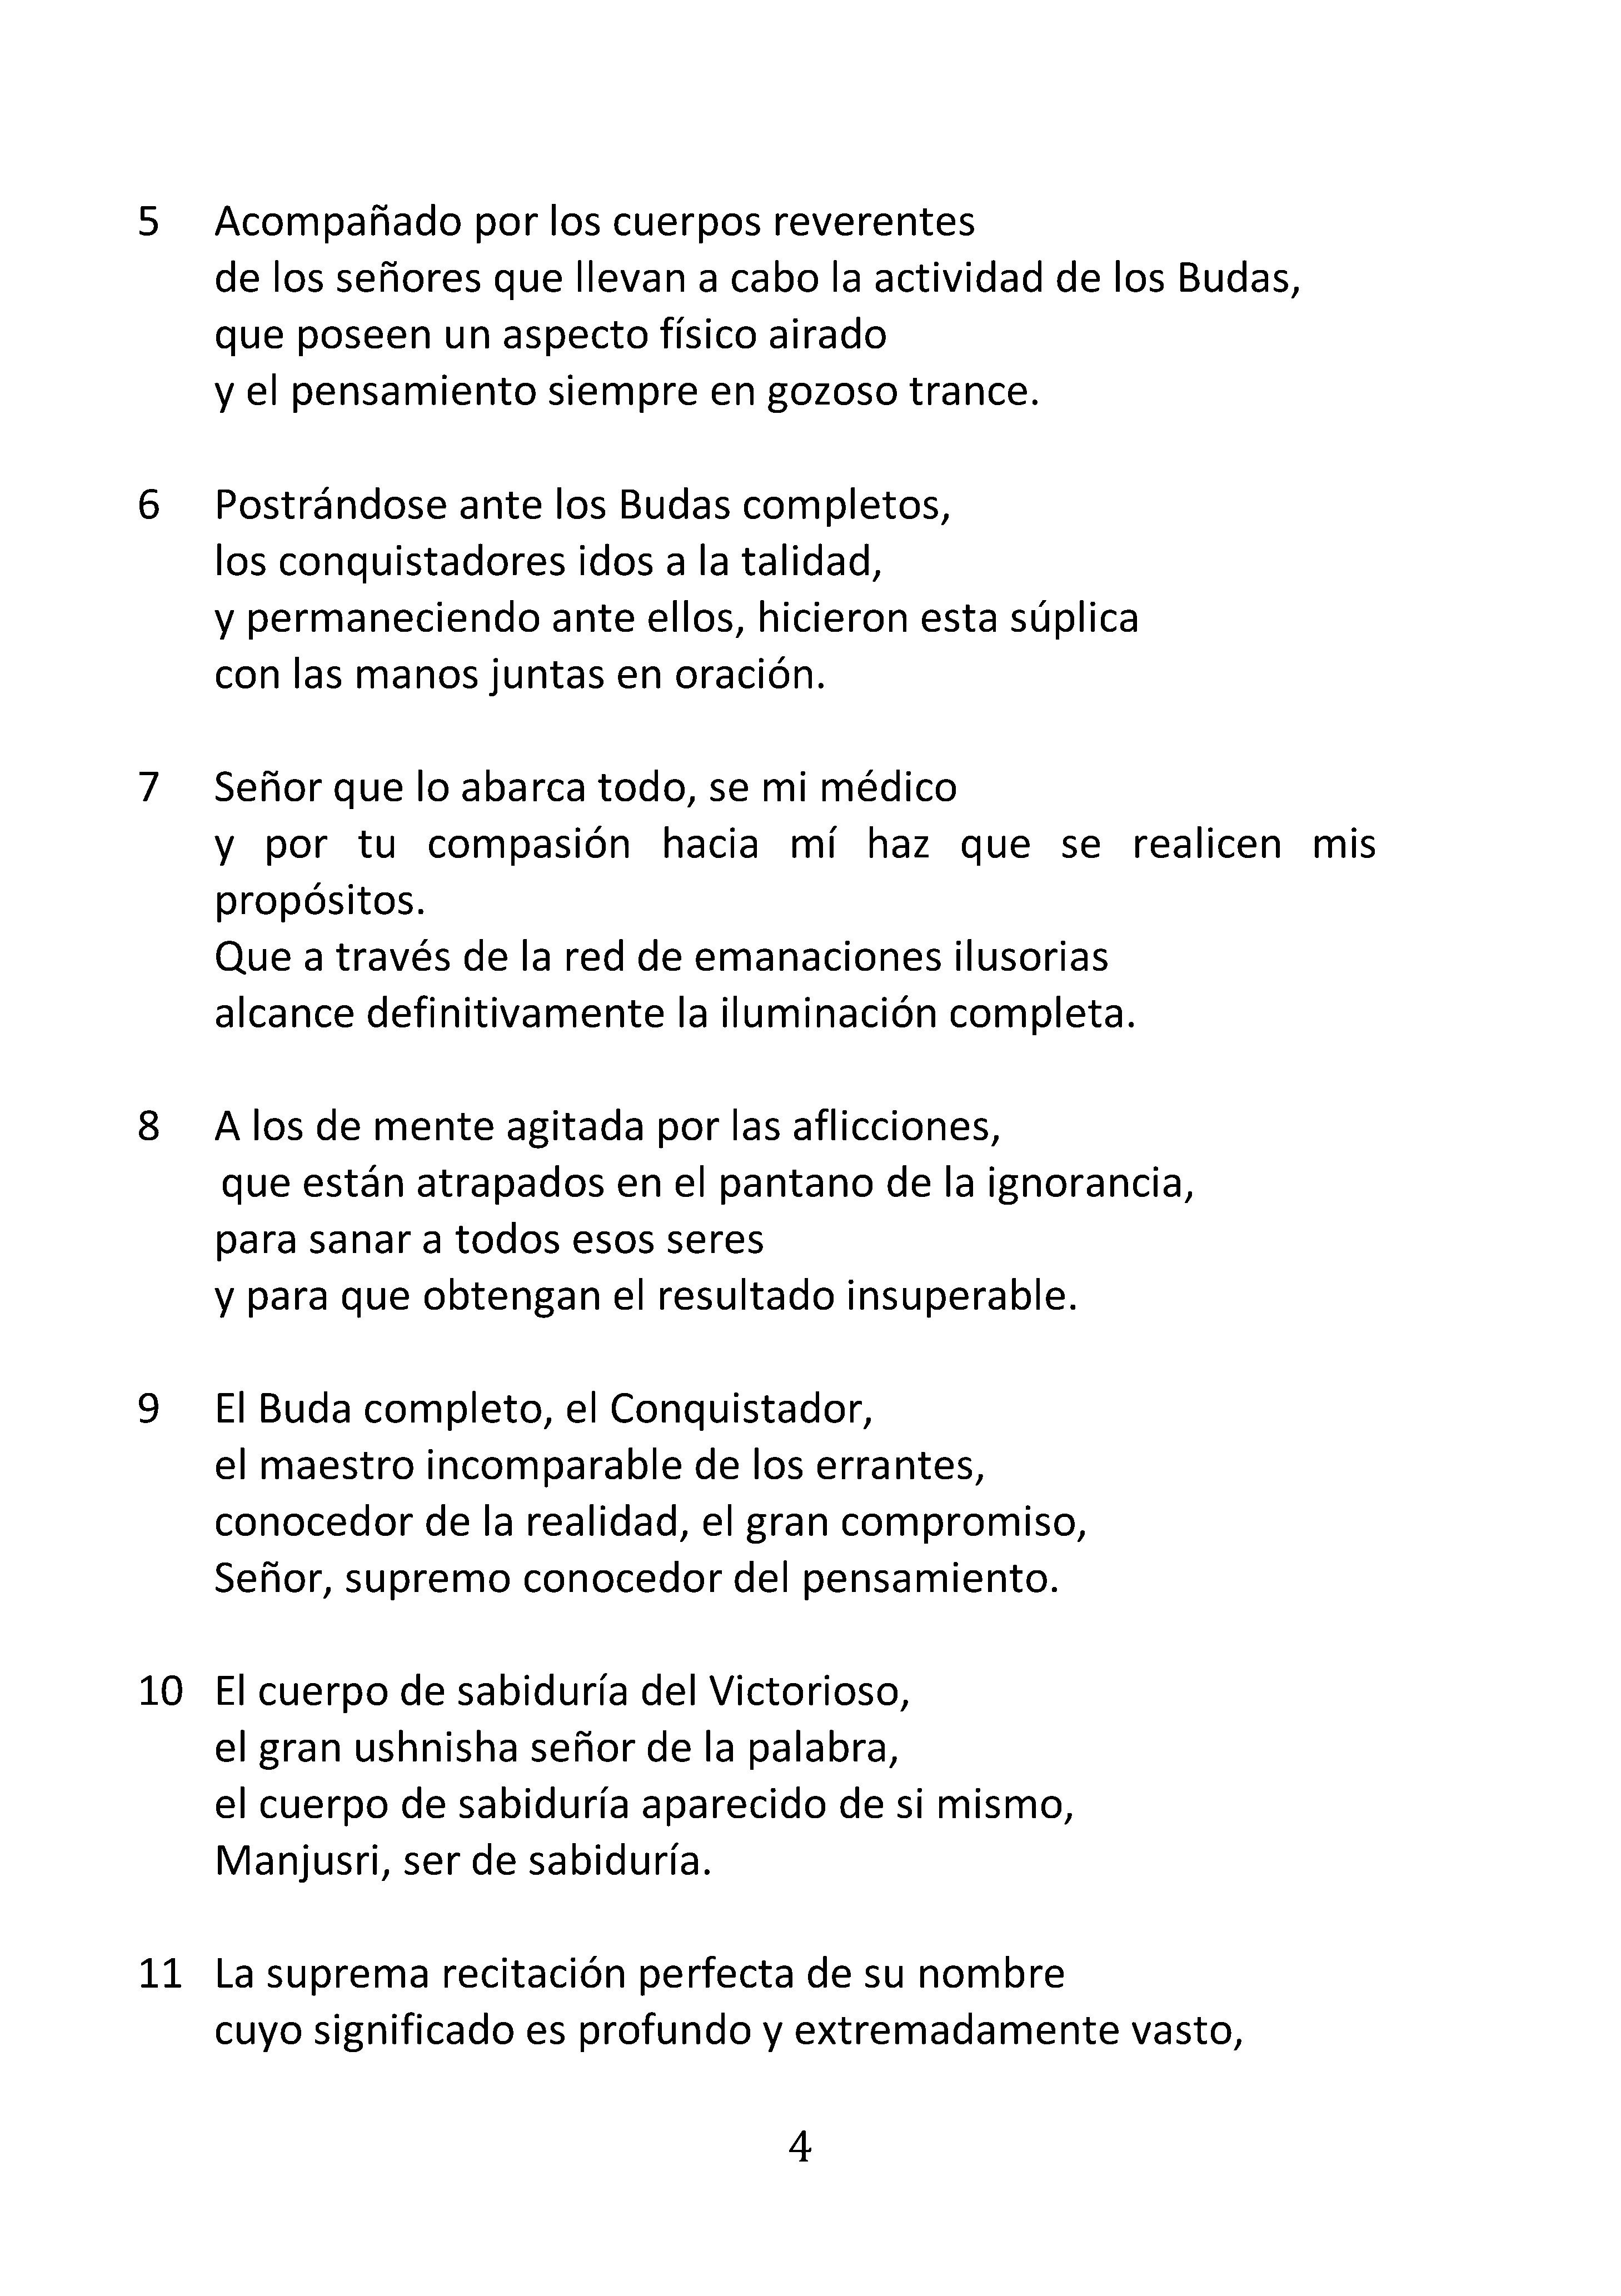 5 Acompañado por los cuerpos reverentes
de los señores que llevan a cabo la actividad de los Budas,
que poseen un aspecto físico airado
y el pensamiento siempre en gozoso trance.
6 Postrándose ante los Budas completos,
los conquistadores idos a la talidad,
y permaneciendo ante ellos, hicieron esta súplica
con las manos juntas en oración.
7 Señor que lo abarca todo, se mi médico
y por tu compasión hacia mí haz que se realicen mis
propósitos.
Que a través de la red de emanaciones ilusorias
alcance definitivamente la iluminación completa.
8 A los de mente agitada por las aflicciones,
que están atrapados en el pantano de la ignorancia,
para sanar a todos esos seres
y para que obtengan el resultado insuperable.
9 El Buda completo, el Conquistador,
el maestro incomparable de los errantes,
conocedor de la realidad, el gran compromiso,
Señor, supremo conocedor del pensamiento.
10 El cuerpo de sabiduría del Victorioso,
el gran ushnisha señor de la palabra,
el cuerpo de sabiduría aparecido de si mismo,
Manjusri, ser de sabiduría.
11 La suprema recitación perfecta de su nombre
cuyo significado es profundo y extremadamente vasto,
4